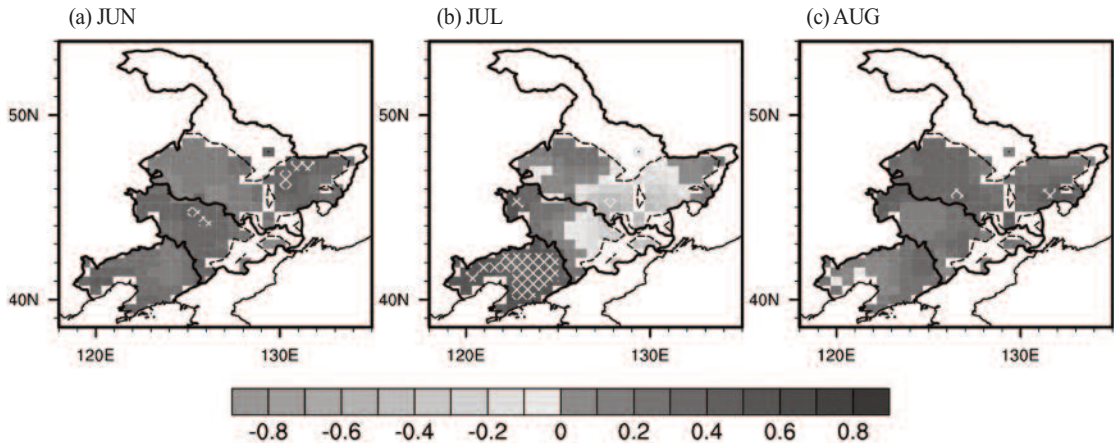 (a) JUN (b) JUL (c) AUG
50N 50N 50N
40N 40N 40N
120E 130E 120E 130E 120E 130E
-0.8 -0.6 -0.4 -0.2 0 0.2 0.4 0.6 0.8